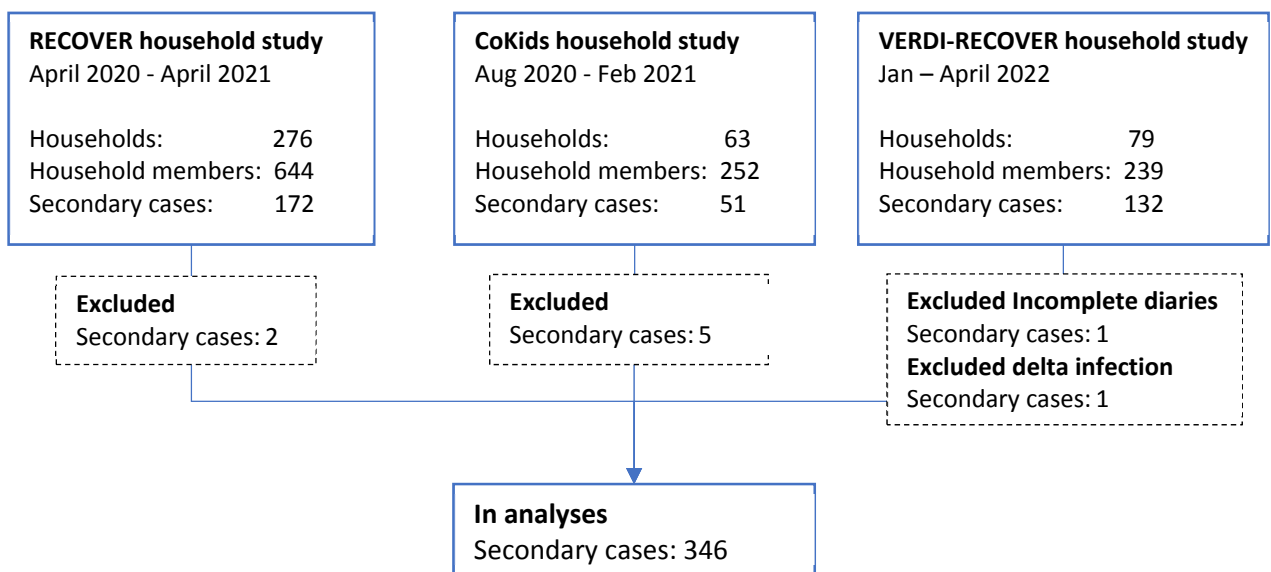 RECOVER household study
April 2020 - April 2021
Households: 276
Household members: 644
Secondary cases: 172
CoKids household study
Aug 2020 - Feb 2021
Households: 63
Household members: 252
Secondary cases: 51
VERDI-RECOVER household study
Jan – April 2022
Households: 79
Household members: 239
Secondary cases: 132
Excluded
Secondary cases: 2
Excluded
Secondary cases: 5
Excluded Incomplete diaries
Secondary cases: 1
Excluded delta infection
Secondary cases: 1
In analyses
Secondary cases: 346